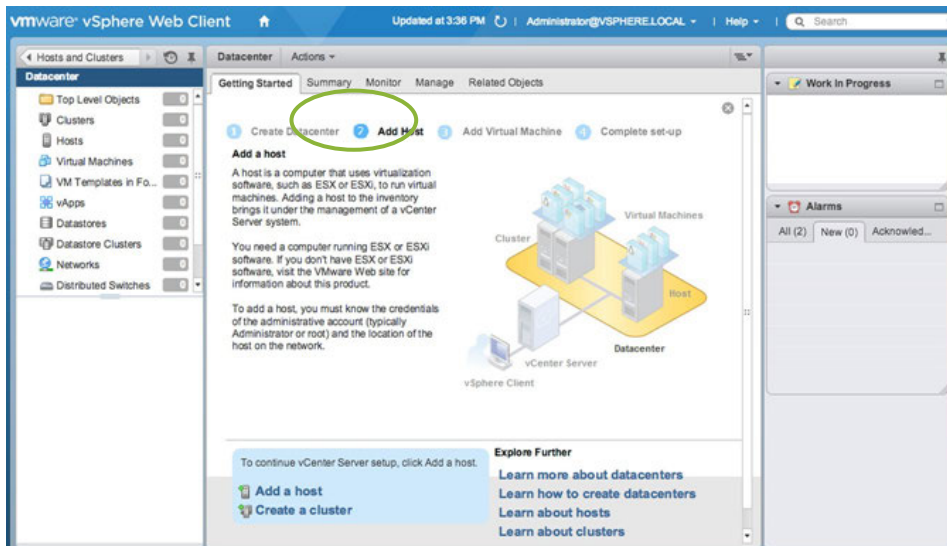 vmware® vSphere Web Client
Updated at 3:36 PM | Administrator@VSPHERE.LOCAL | Help | Search
Hosts and Clusters
Datacenter
Top Level Objects 0
Clusters 0
Hosts 0
Virtual Machines 0
VM Templates in Fo... 0
vApps 0
Datastores 0
Datastore Clusters 0
Networks 0
Distributed Switches 0
Datacenter Actions
Getting Started Summary Monitor Manage Related Objects
1 Create Datacenter 2 Add Host 3 Add Virtual Machine 4 Complete set-up
Add a host
A host is a computer that uses virtualization
software, such as ESX or ESXi, to run virtual
machines. Adding a host to the inventory
brings it under the management of a vCenter
Server system.
You need a computer running ESX or ESXi
software. If you don't have ESX or ESXi
software, visit the VMware Web site for
information about this product.
To add a host, you must know the credentials
of the administrative account (typically
Administrator or root) and the location of the
host on the network.
Virtual Machines
Cluster
Host
Datacenter
vCenter Server
vSphere Client
To continue vCenter Server setup, click Add a host.
Add a host
Create a cluster
Explore Further
Learn more about datacenters
Learn how to create datacenters
Learn about hosts
Learn about clusters
Work In Progress
Alarms
All (2) New (0) Acknowled...